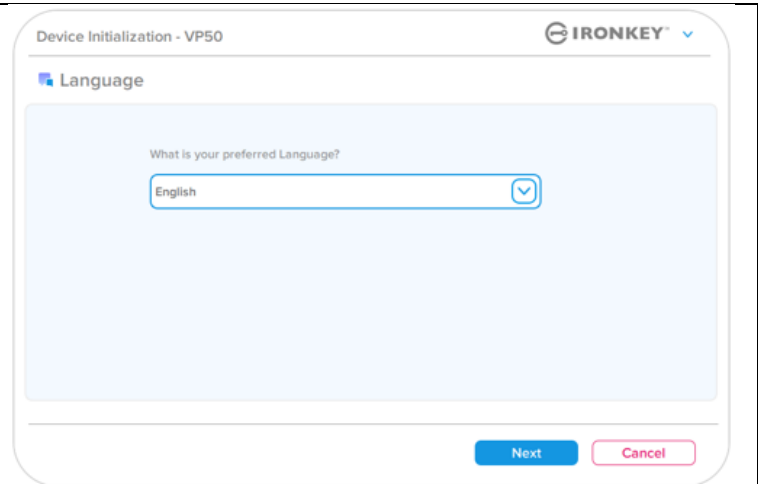 Device Initialization - VP50
IRONKEY™
Language
What is your preferred Language?
English
Next
Cancel